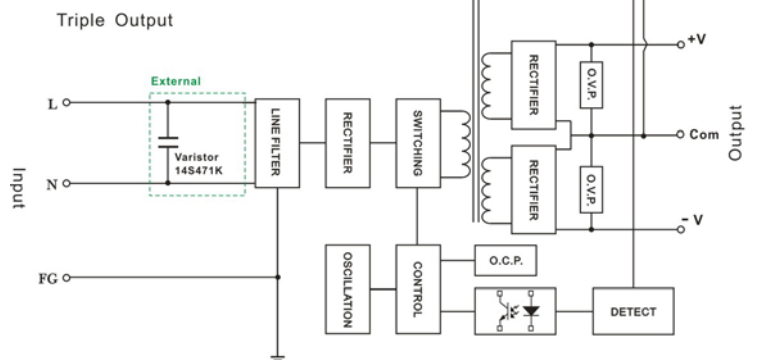 Triple Output
External
L
Varistor
14S471K
N
FG
Input
LINE FILTER
RECTIFIER
SWITCHING
RECTIFIER
RECTIFIER
O.V.P.
O.V.P.
+V
Com
- V
Output
OSCILLATION
CONTROL
O.C.P.
DETECT